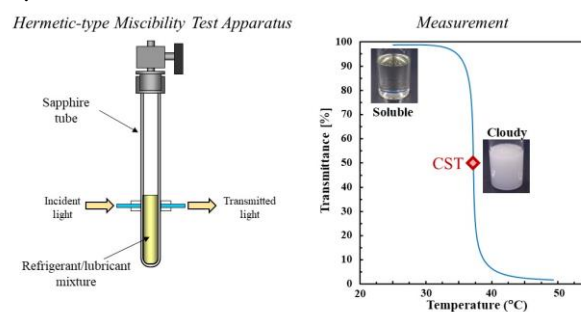 Hermetic-type Miscibility Test Apparatus
Sapphire
tube
Incident
light
Transmitted
light
Refrigerant/lubricant
mixture
Measurement
Transmittance [%]
100
90
80
70
60
50
40
30
20
10
0
Soluble
Cloudy
CST
20
30
40
50
Temperature (°C)